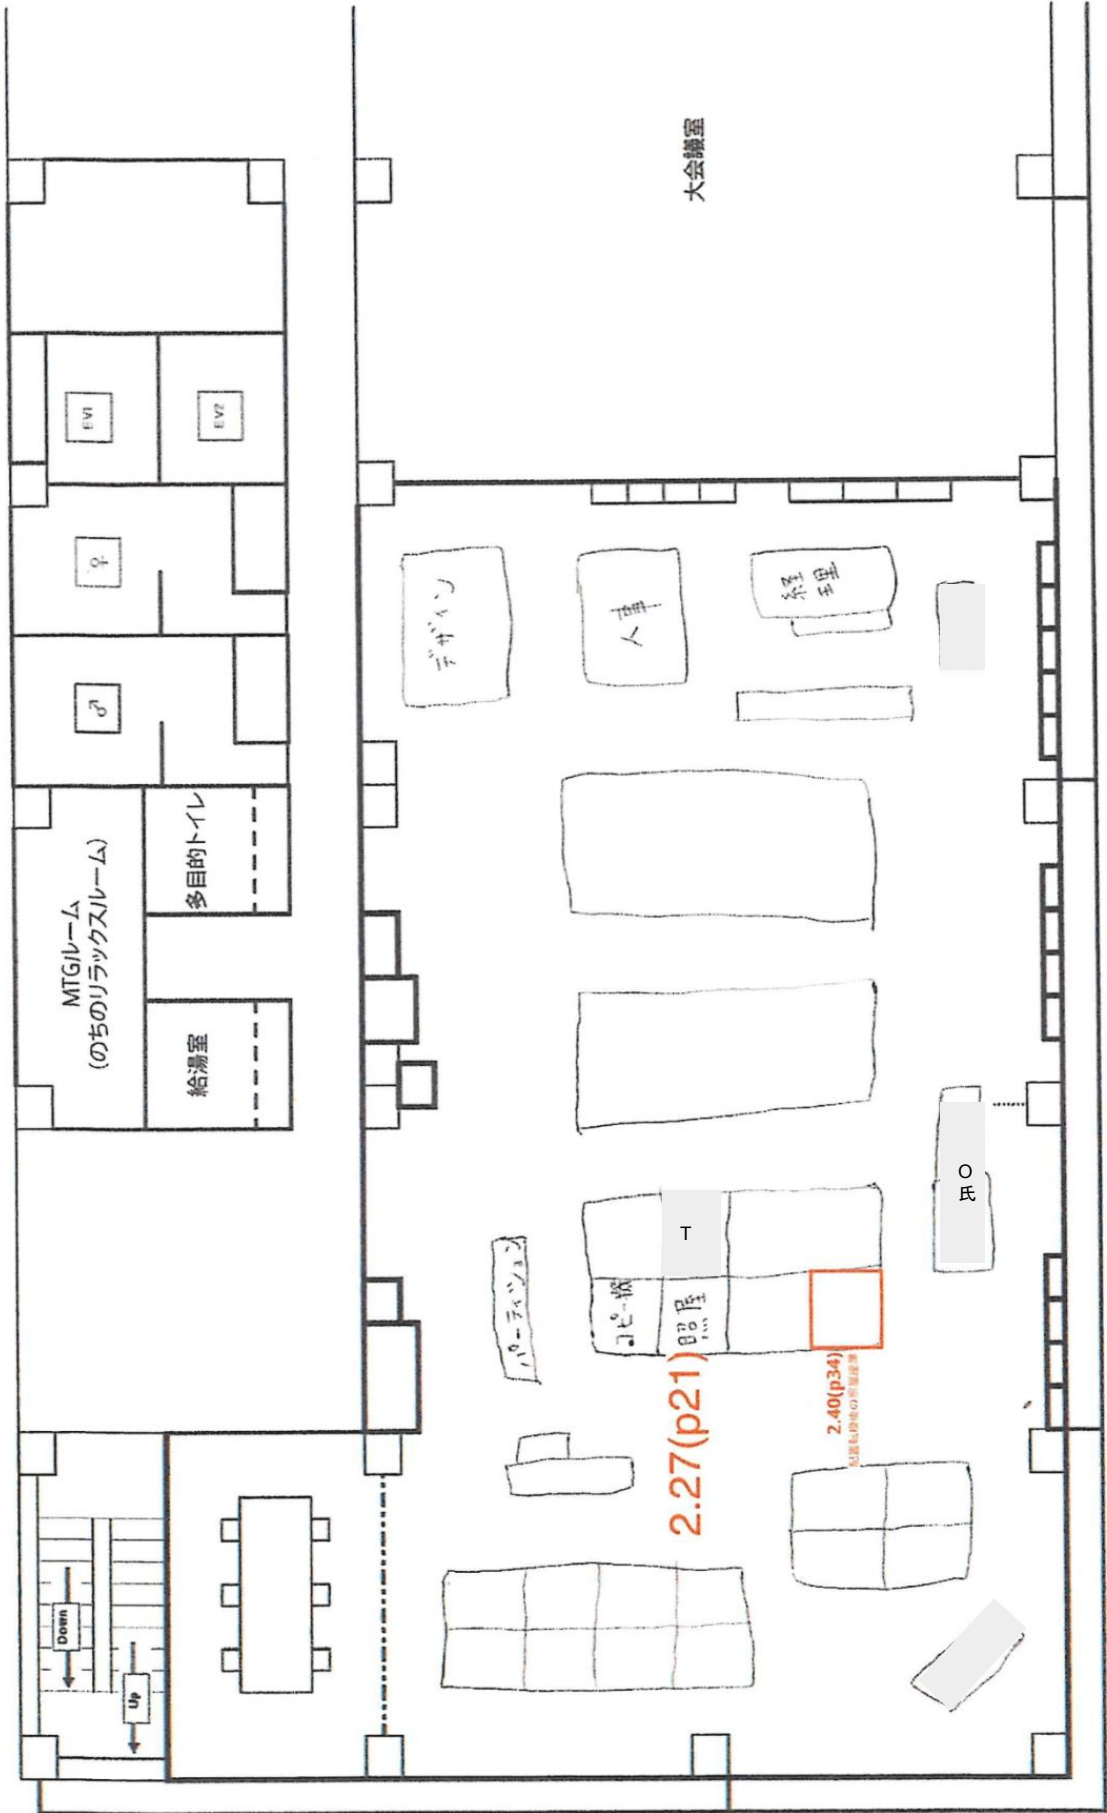 大会議室
EV1
EV2
♀
♂
MTGルーム
(のちのリラックスルーム)
多目的トイレ
給湯室
デザイン
人事
経
理
O
氏
T
パーティション
コピー機
照屋
2.27(p21)
2.40(p34)
Down
Up